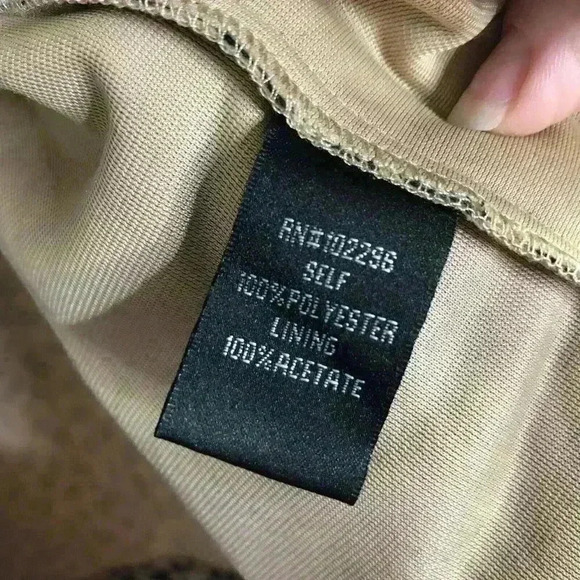 RN#102296
SELF
100%POLYESTER
LINING
100%ACETATE